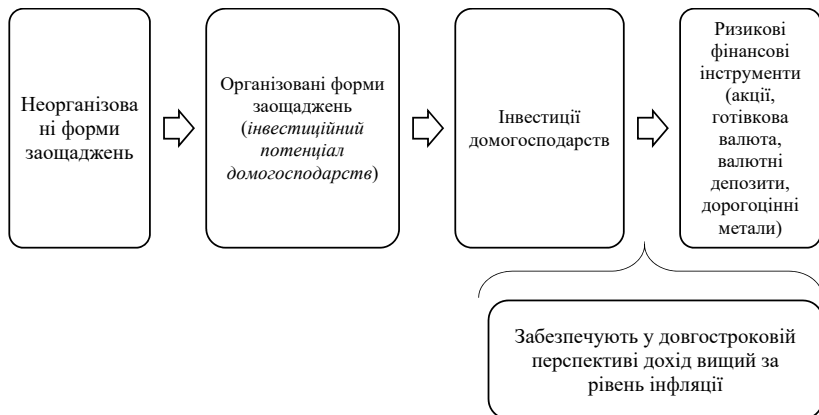 Неорганізова
ні форми
заощаджень
Організовані форми
заощаджень
(інвестиційний
потенціал
домогосподарств)
Інвестиції
домогосподарств
Ризикові
фінансові
інструменти
(акції,
готівкова
валюта,
валютні
депозити,
дорогоцінні
метали)
Забезпечують у довгостроковій
перспективі дохід вищий за
рівень інфляції